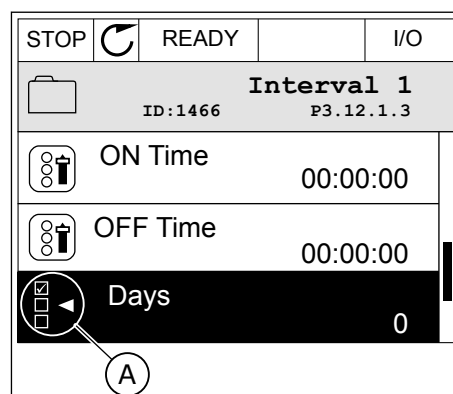 STOP READY I/O
Interval 1
ID:1466 P3.12.1.3
ON Time
00:00:00
OFF Time
00:00:00
Days
0
A